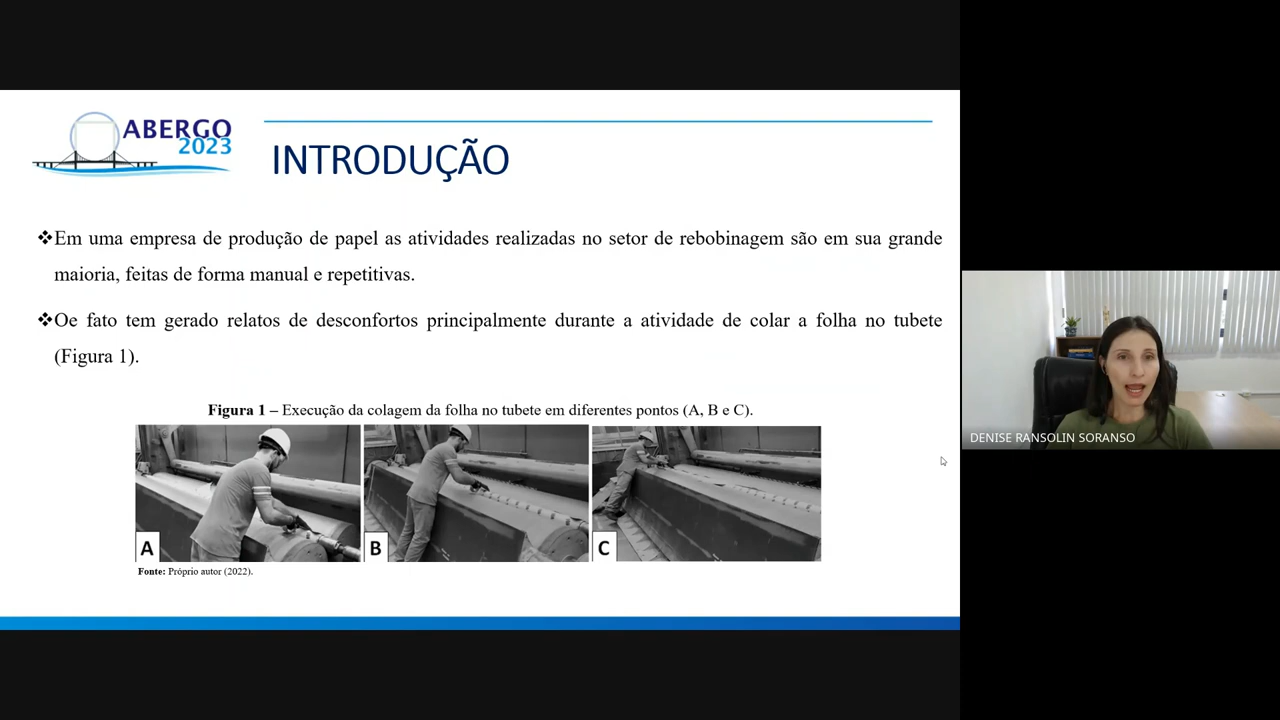 ABERGO
2023
INTRODUÇÃO
❖Em uma empresa de produção de papel as atividades realizadas no setor de rebobinagem são em sua grande
maioria, feitas de forma manual e repetitivas.
❖Oe fato tem gerado relatos de desconfortos principalmente durante a atividade de colar a folha no tubete
(Figura 1).
Figura 1 – Execução da colagem da folha no tubete em diferentes pontos (A, B e C).
A
B
C
Fonte: Próprio autor (2022).
DENISE RANSOLIN SORANSO